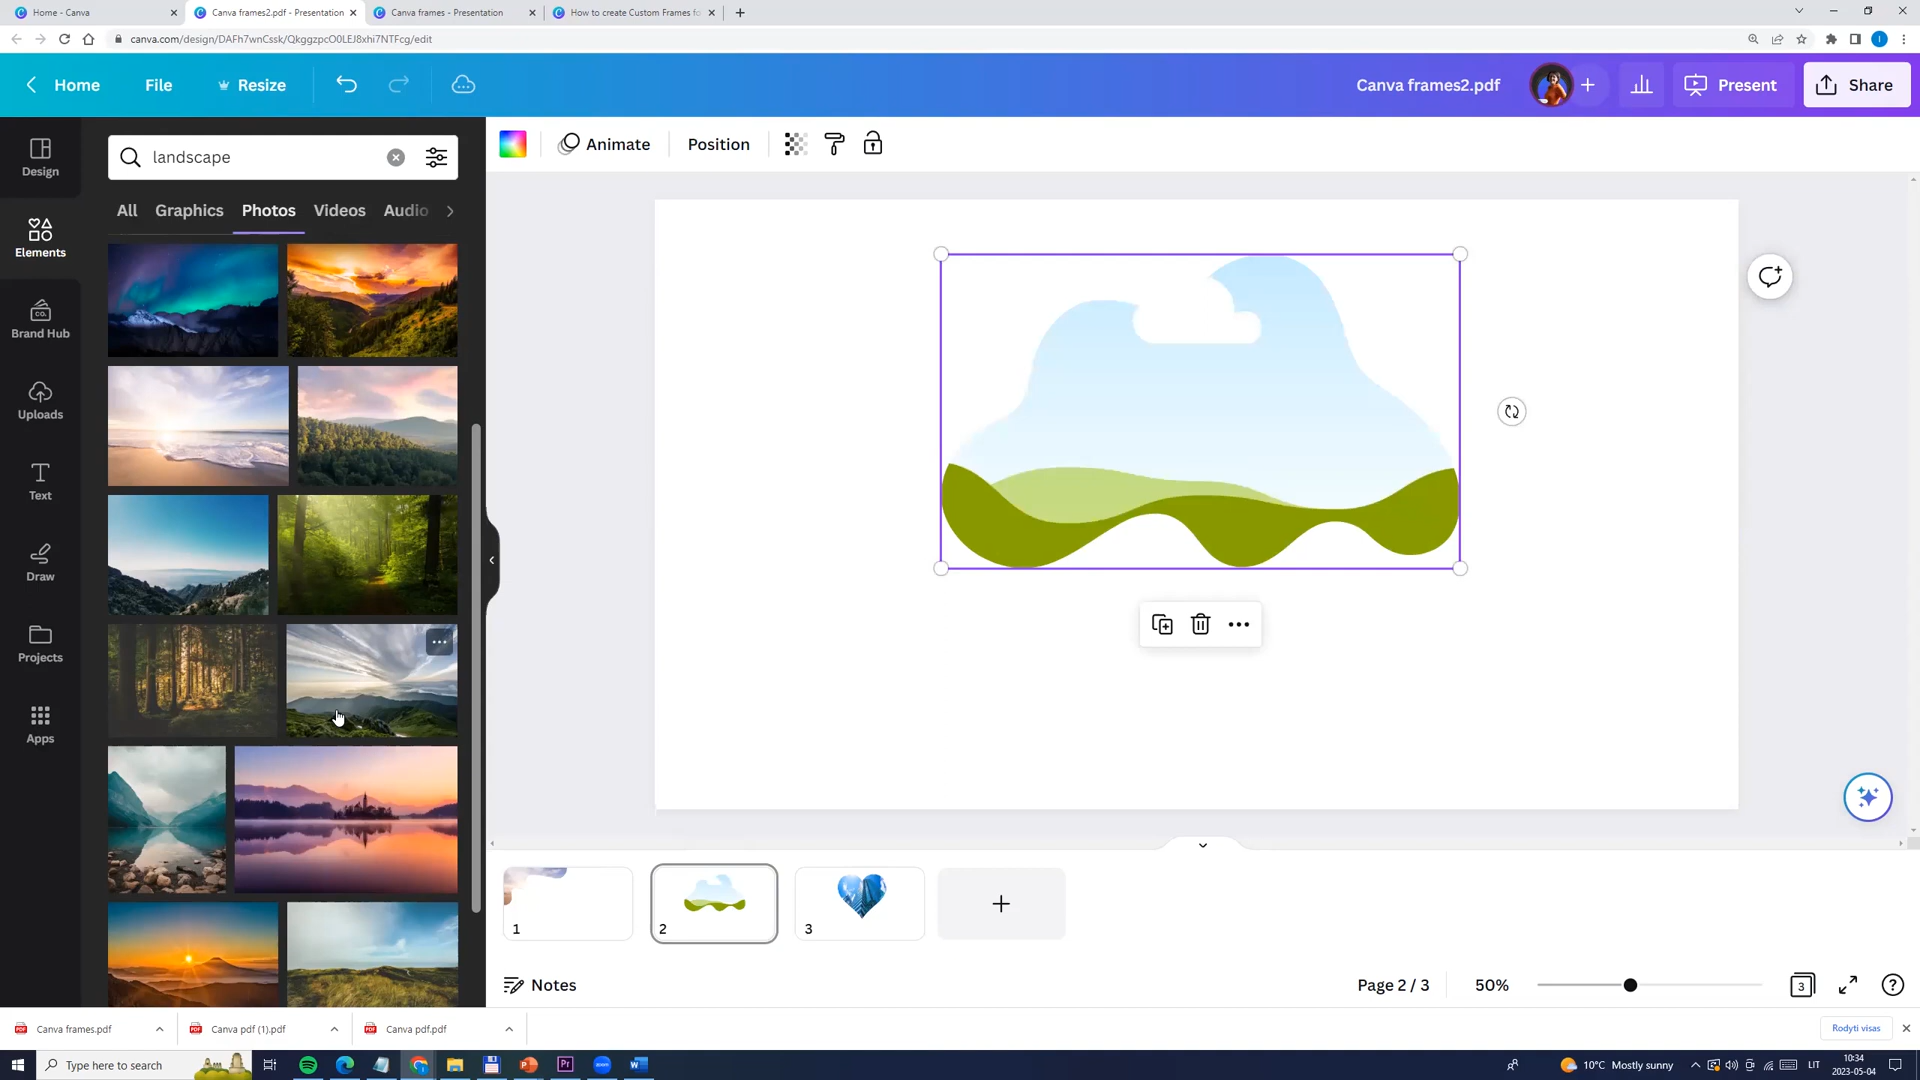 Home - Canva
Canva frames2.pdf - Presentation
Canva frames - Presentation
How to create Custom Frames fo
canva.com/design/DAFh7wnCssk/QkggzpcO0LEJ8xhi7NTFcg/edit
Home
File
Resize
Canva frames2.pdf
Present
Share
Design
Elements
Brand Hub
CO.
Uploads
Text
Draw
Projects
Apps
landscape
All
Graphics
Photos
Videos
Audio
Animate
Position
1
2
3
Notes
Page 2 / 3
50%
3
Canva frames.pdf
Canva pdf (1).pdf
Canva pdf.pdf
Rodyti visas
Type here to search
10°C Mostly sunny
LIT
10:34
2023-05-04